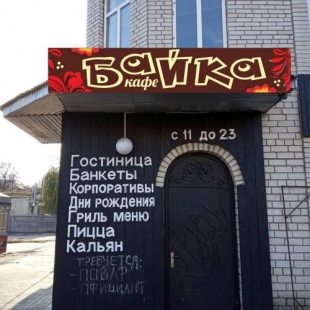 Байка
кафе
с 11 до 23
Гостиница
Банкеты
Корпоративы
Дни рождения
Гриль меню
Пицца
Кальян
ТРЕБУЕТСЯ:
- ПОВАР
- ОФИЦИАНТ